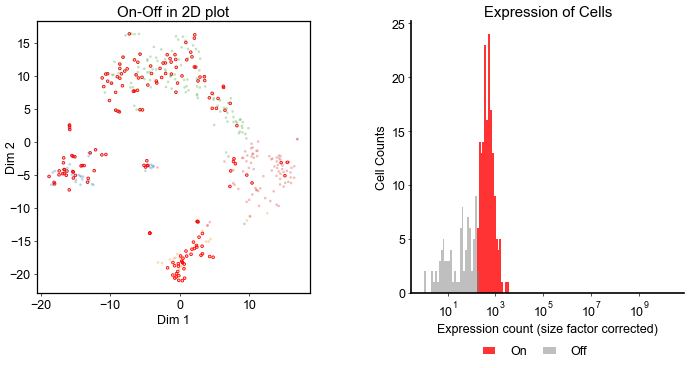 On-Off in 2D plot
Dim 2
15
10
5
0
−5
−10
−15
−20
−20
−10
0
10
Dim 1
Expression of Cells
Cell Counts
25
20
15
10
5
0
10^1
10^3
10^5
10^7
10^9
Expression count (size factor corrected)
On
Off